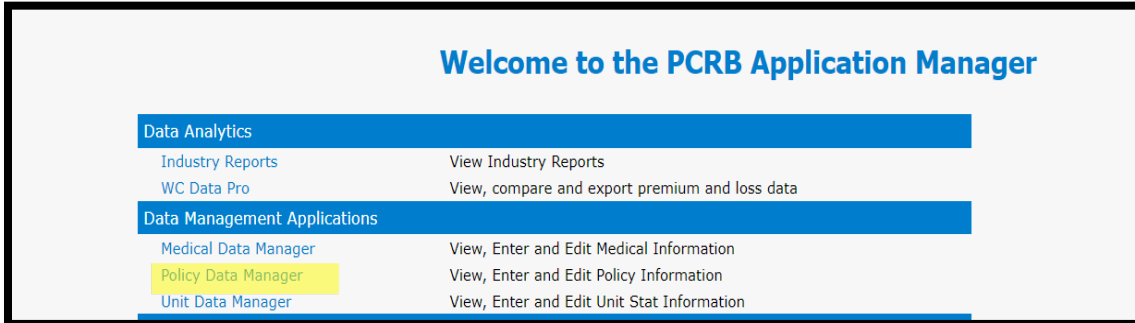 Welcome to the PCRB Application Manager
Data Analytics
Industry Reports View Industry Reports
WC Data Pro View, compare and export premium and loss data
Data Management Applications
Medical Data Manager View, Enter and Edit Medical Information
Policy Data Manager View, Enter and Edit Policy Information
Unit Data Manager View, Enter and Edit Unit Stat Information